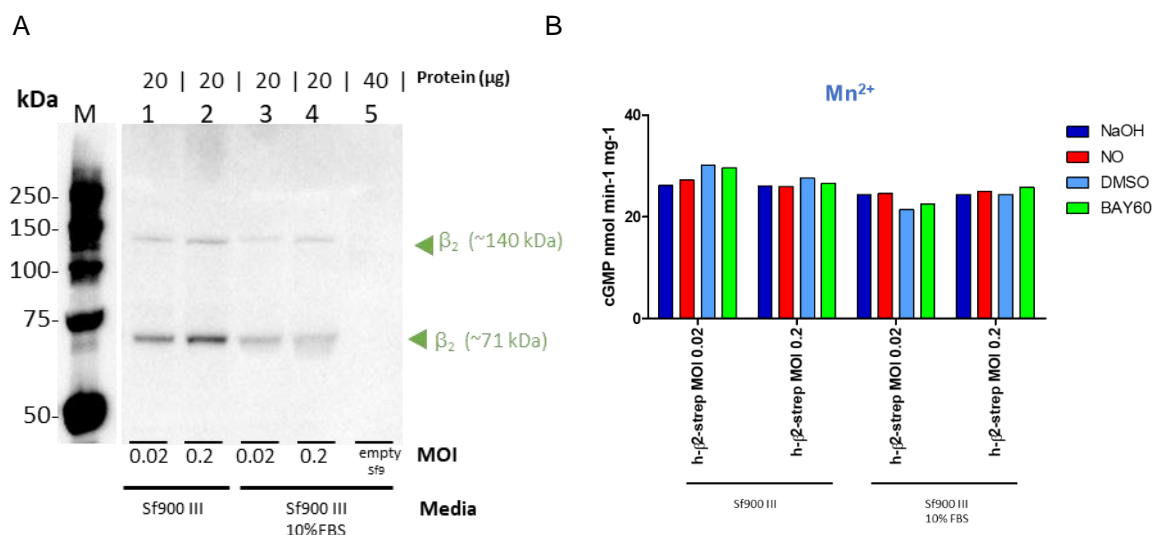 A
20 | 20 | 20 | 20 | 40 | Protein (µg)
kDa M 1 2 3 4 5
250-
150-
100-
75-
50-
β2 (~140 kDa)
β2 (~71 kDa)
0.02 0.2 0.02 0.2 empty sf9 MOI
Sf900 III Sf900 III 10%FBS Media
B
Mn2+
cGMP nmol min-1 mg-1
40
20
0
NaOH
NO
DMSO
BAY60
h-β2-strep MOI 0.02
h-β2-strep MOI 0.2
h-β2-strep MOI 0.02
h-β2-strep MOI 0.2
Sf900 III
Sf900 III
10% FBS